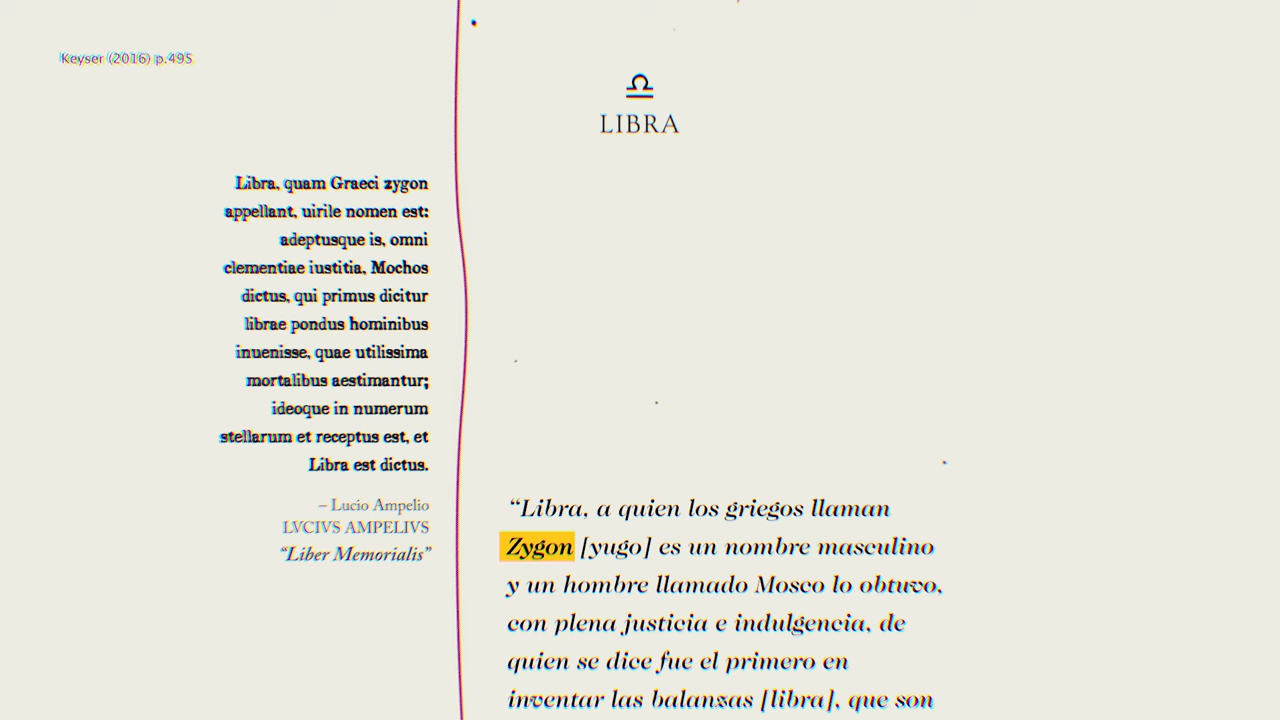 Keyser (2016) p.495
♎
LIBRA
Libra, quam Graeci zygon
appellant, uirile nomen est:
adeptusque is, omni
clementiae iustitia, Mochos
dictus, qui primus dicitur
librae pondus hominibus
inuenisse, quae utilissima
mortalibus aestimantur;
ideoque in numerum
stellarum et receptus est, et
Libra est dictus.
– Lucio Ampelio
LVCIVS AMPELIVS
“Liber Memorialis”
“Libra, a quien los griegos llaman
Zygon [yugo] es un nombre masculino
y un hombre llamado Mosco lo obtuvo,
con plena justicia e indulgencia, de
quien se dice fue el primero en
inventar las balanzas [libra], que son